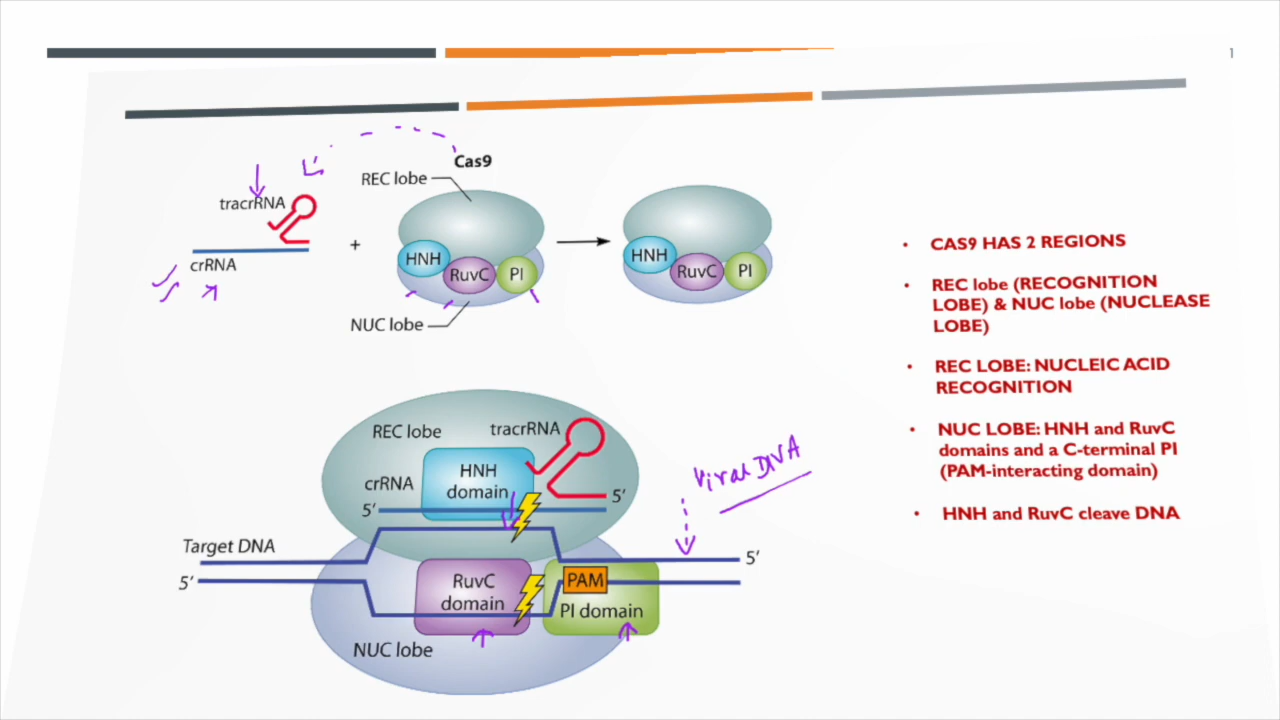 1
Cas9
REC lobe
tracrRNA
+
HNH
RuvC
PI
HNH
RuvC
PI
crRNA
NUC lobe
• CAS9 HAS 2 REGIONS
• REC lobe (RECOGNITION
LOBE) & NUC lobe (NUCLEASE
LOBE)
• REC LOBE: NUCLEIC ACID
RECOGNITION
• NUC LOBE: HNH and RuvC
domains and a C-terminal PI
(PAM-interacting domain)
• HNH and RuvC cleave DNA
REC lobe
tracrRNA
HNH
domain
crRNA
5′
5′
Viral DNA
Target DNA
5′
5′
RuvC
domain
PAM
PI domain
NUC lobe